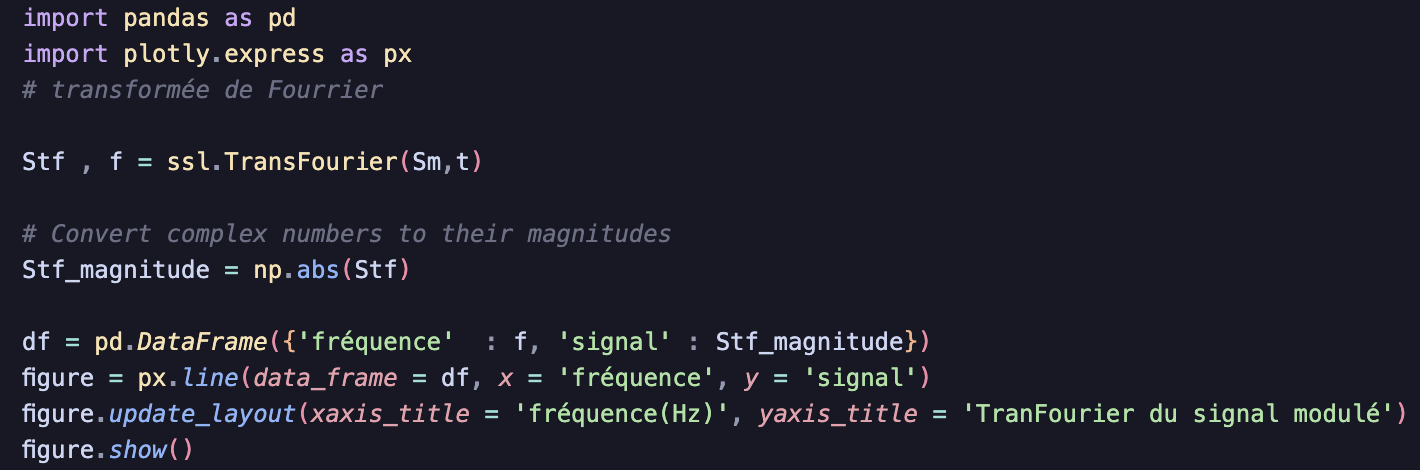 import pandas as pd
import plotly.express as px
# transformée de Fourrier
Stf , f = ssl.TransFourier(Sm,t)
# Convert complex numbers to their magnitudes
Stf_magnitude = np.abs(Stf)
df = pd.DataFrame({'fréquence'  : f, 'signal' : Stf_magnitude})
figure = px.line(data_frame = df, x = 'fréquence', y = 'signal')
figure.update_layout(xaxis_title = 'fréquence(Hz)', yaxis_title = 'TranFourier du signal modulé')
figure.show()